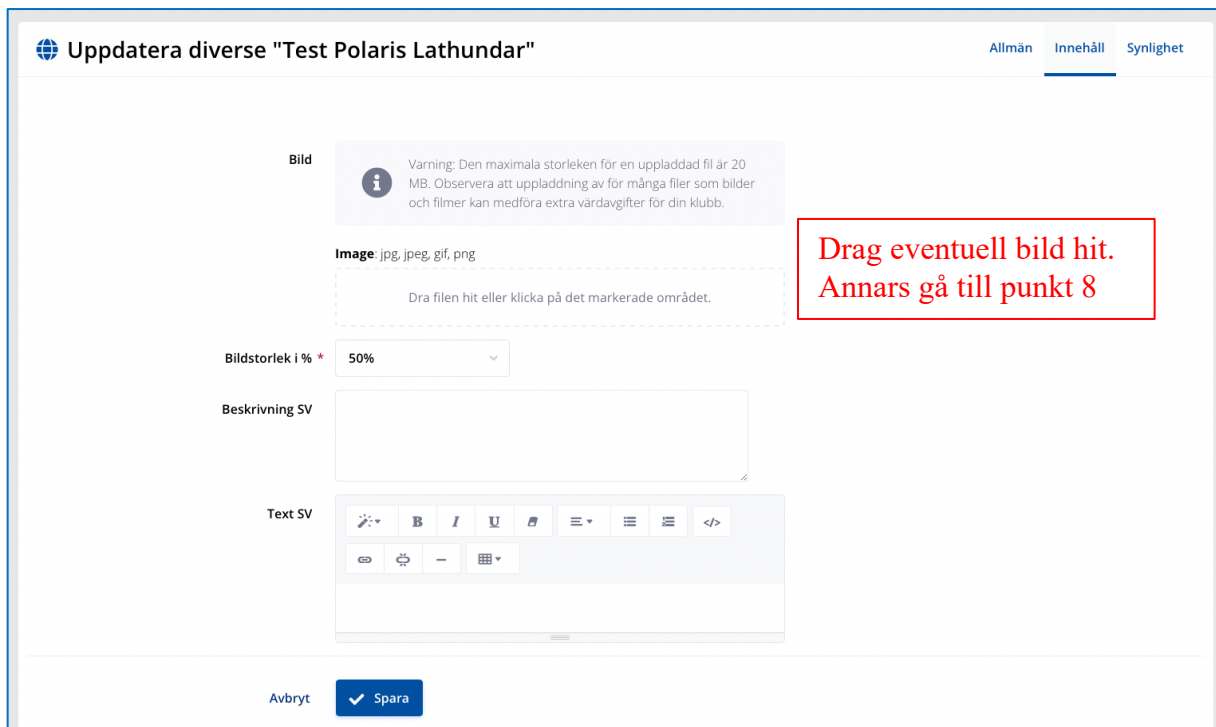 Uppdatera diverse "Test Polaris Lathundar"
Allmän Innehåll Synlighet
Bild
Varning: Den maximala storleken för en uppladdad fil är 20
MB. Observera att uppladdning av för många filer som bilder
och filmer kan medföra extra värdavgifter för din klubb.
Image: jpg, jpeg, gif, png
Dra filen hit eller klicka på det markerade området.
Drag eventuell bild hit.
Annars gå till punkt 8
Bildstorlek i % *
50%
Beskrivning SV
Text SV
B I U
</>
Avbryt
Spara